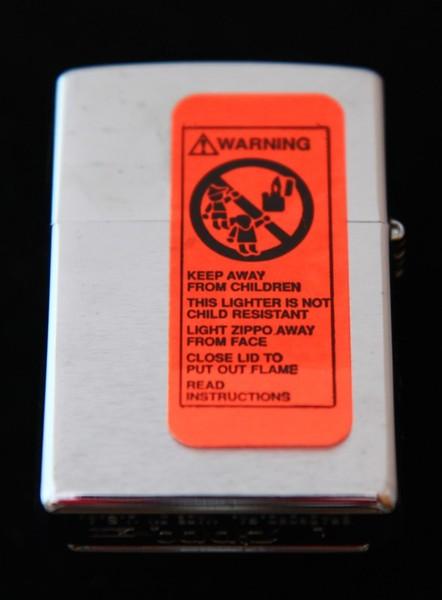 WARNING
KEEP AWAY
FROM CHILDREN
THIS LIGHTER IS NOT
CHILD RESISTANT
LIGHT ZIPPO AWAY
FROM FACE
CLOSE LID TO
PUT OUT FLAME
READ
INSTRUCTIONS